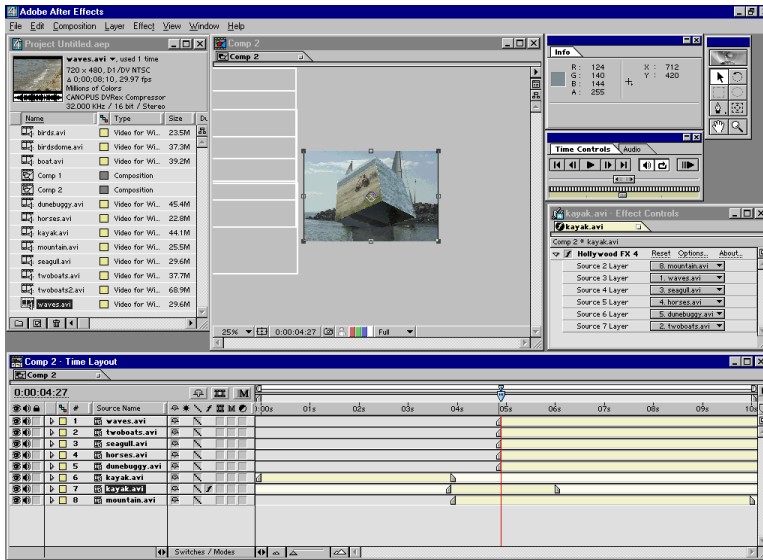 Adobe After Effects
File Edit Composition Layer Effect View Window Help
Project Untitled.aep
waves.avi ▼, used 1 time
720 x 480, D1/DV NTSC
Δ 0;00;08;10, 29.97 fps
Millions of Colors
CANOPUS DVRex Compressor
32.000 KHz / 16 bit / Stereo
Name Type Size Du
birds.avi Video for Wi... 23.5M
birdsdome.avi Video for Wi... 37.3M
boat.avi Video for Wi... 39.2M
Comp 1 Composition
Comp 2 Composition
dunebuggy.avi Video for Wi... 45.4M
horses.avi Video for Wi... 22.8M
kayak.avi Video for Wi... 44.1M
mountain.avi Video for Wi... 25.5M
seagull.avi Video for Wi... 29.6M
twoboats.avi Video for Wi... 37.7M
twoboats2.avi Video for Wi... 68.9M
waves.avi Video for Wi... 29.6M
Comp 2
Comp 2
25% 0:00:04:27 Full
Info
R : 124 X : 712
G : 140 Y : 420
B : 144
A : 255
Time Controls Audio
kayak.avi · Effect Controls
kayak.avi
Comp 2 * kayak.avi
Hollywood FX 4 Reset Options... About...
Source 2 Layer 8. mountain.avi
Source 3 Layer 1. waves.avi
Source 4 Layer 3. seagull.avi
Source 5 Layer 4. horses.avi
Source 6 Layer 5. dunebuggy.avi
Source 7 Layer 2. twoboats.avi
Comp 2 · Time Layout
Comp 2
0:00:04:27
# Source Name
):00s 01s 02s 03s 04s 05s 06s 07s 08s 09s 10s
1 waves.avi
2 twoboats.avi
3 seagull.avi
4 horses.avi
5 dunebuggy.avi
6 kayak.avi
7 kayak.avi
8 mountain.avi
Switches / Modes